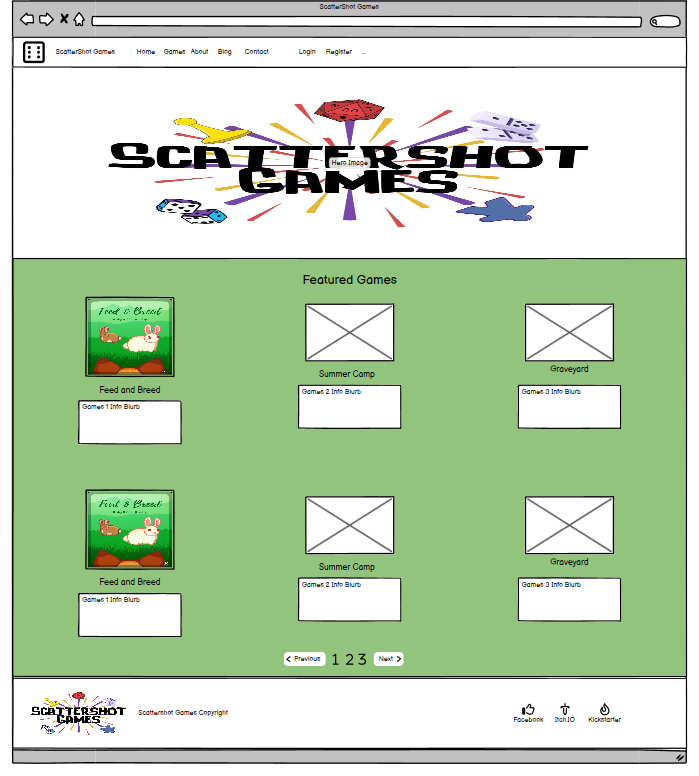 ScatterShot Games
ScatterShot Games Home Games About Blog Contact Login Register ...
SCATTERSHOT
GAMES
Hero Image
Featured Games
Feed & Breed
Feed and Breed
Games 1 Info Blurb
Summer Camp
Games 2 Info Blurb
Graveyard
Games 3 Info Blurb
Feed & Breed
Feed and Breed
Games 1 Info Blurb
Summer Camp
Games 2 Info Blurb
Graveyard
Games 3 Info Blurb
Previous 1 2 3 Next
SCATTERSHOT
GAMES
Scattershot Games Copyright
Facebook Itch.IO Kickstarter